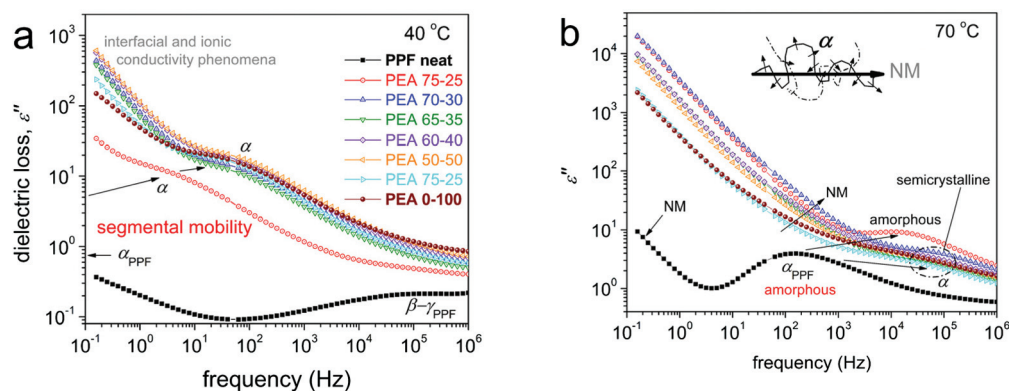 a
40 °C
interfacial and ionic
conductivity phenomena
PPF neat
PEA 75-25
PEA 70-30
PEA 65-35
PEA 60-40
PEA 50-50
PEA 75-25
PEA 0-100
α
α
segmental mobility
αPPF
β−γPPF
dielectric loss, ε″
10³
10²
10¹
10⁰
10⁻¹
10⁻¹ 10⁰ 10¹ 10² 10³ 10⁴ 10⁵ 10⁶
frequency (Hz)
b
70 °C
α
NM
semicrystalline
amorphous
NM
NM
αPPF
amorphous
α
ε″
10⁴
10³
10²
10¹
10⁰
10⁻¹ 10⁰ 10¹ 10² 10³ 10⁴ 10⁵ 10⁶
frequency (Hz)